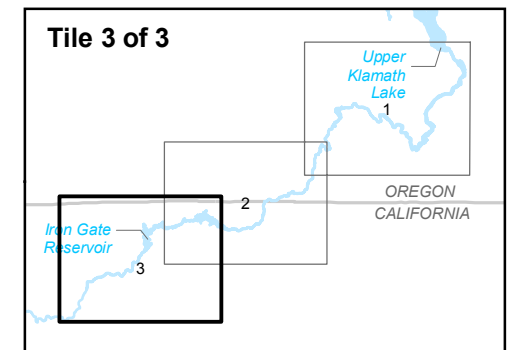 Tile 3 of 3
Upper
Klamath
Lake
1
OREGON
2
CALIFORNIA
Iron Gate
Reservoir
3